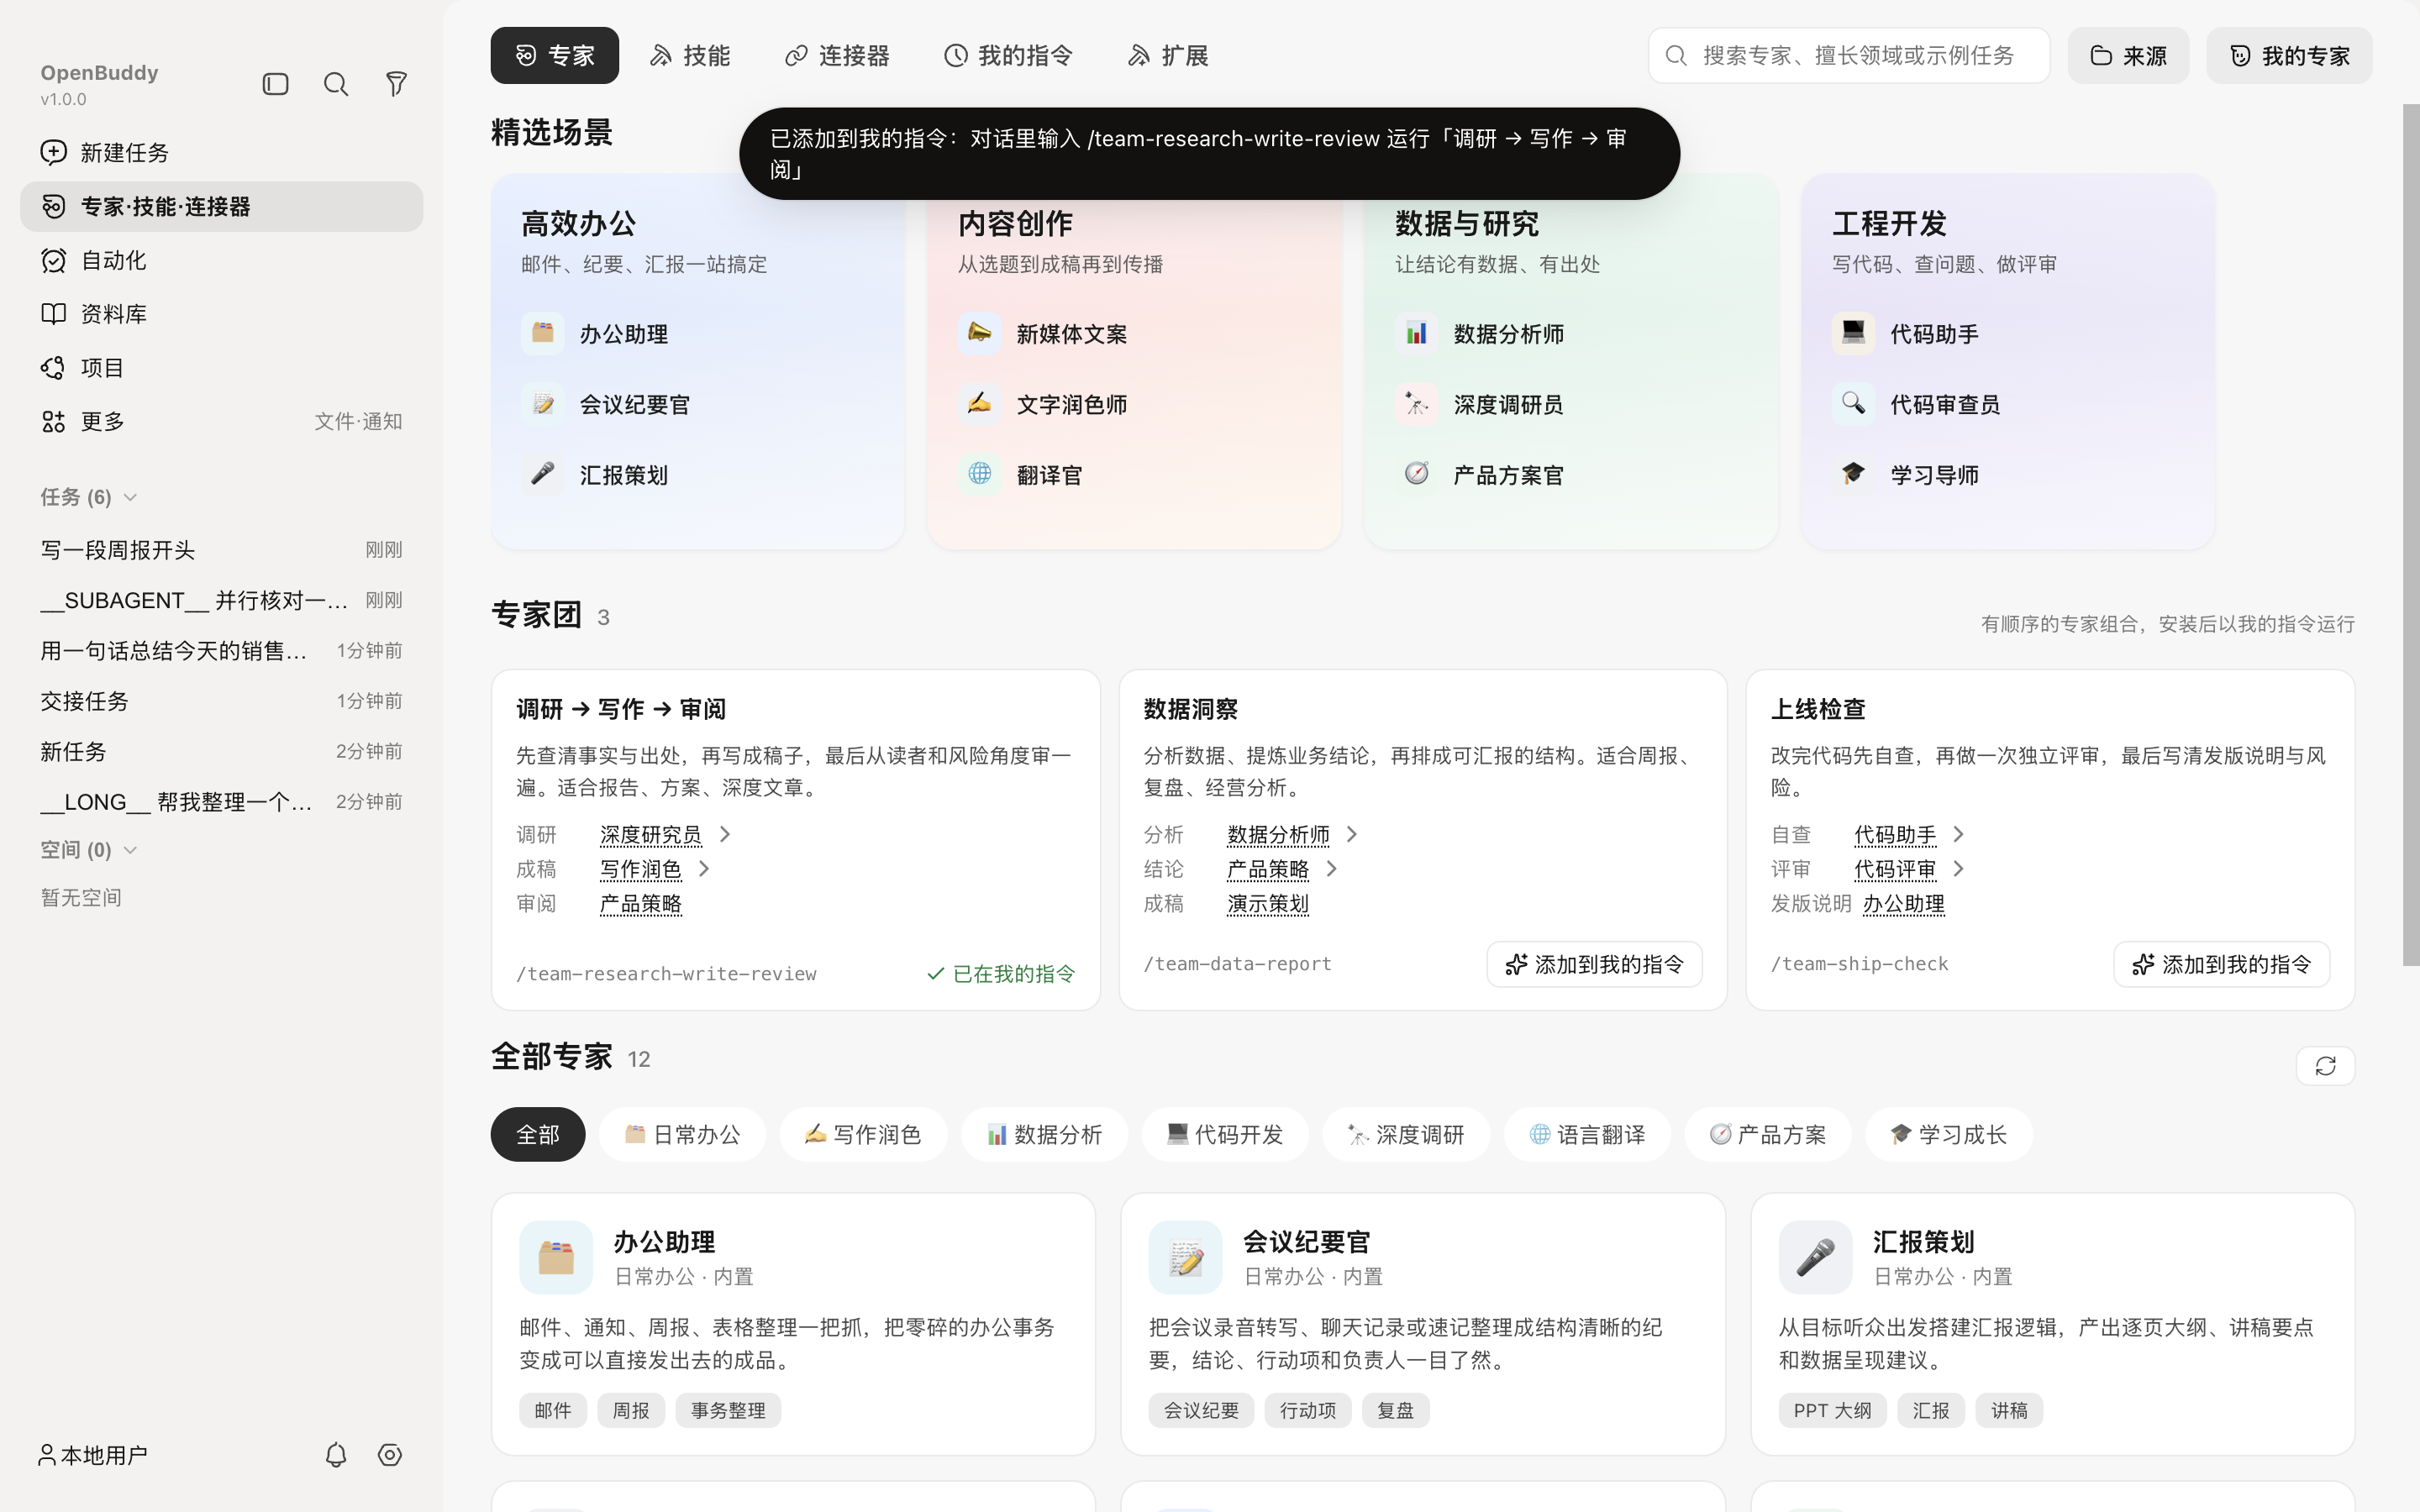 OpenBuddy
v1.0.0
新建任务
专家·技能·连接器
自动化
资料库
项目
更多
文件·通知
任务 (6)
写一段周报开头
刚刚
__SUBAGENT__ 并行核对一…
刚刚
用一句话总结今天的销售…
1分钟前
交接任务
1分钟前
新任务
2分钟前
__LONG__ 帮我整理一个…
2分钟前
空间 (0)
暂无空间
本地用户
专家
技能
连接器
我的指令
扩展
搜索专家、擅长领域或示例任务
来源
我的专家
已添加到我的指令：对话里输入 /team-research-write-review 运行「调研 → 写作 → 审
阅」
精选场景
高效办公
邮件、纪要、汇报一站搞定
办公助理
会议纪要官
汇报策划
内容创作
从选题到成稿再到传播
新媒体文案
文字润色师
翻译官
数据与研究
让结论有数据、有出处
数据分析师
深度调研员
产品方案官
工程开发
写代码、查问题、做评审
代码助手
代码审查员
学习导师
专家团 3
有顺序的专家组合，安装后以我的指令运行
调研 → 写作 → 审阅
先查清事实与出处，再写成稿子，最后从读者和风险角度审一
遍。适合报告、方案、深度文章。
调研 深度研究员
成稿 写作润色
审阅 产品策略
/team-research-write-review
已在我的指令
数据洞察
分析数据、提炼业务结论，再排成可汇报的结构。适合周报、
复盘、经营分析。
分析 数据分析师
结论 产品策略
成稿 演示策划
/team-data-report
添加到我的指令
上线检查
改完代码先自查，再做一次独立评审，最后写清发版说明与风
险。
自查 代码助手
评审 代码评审
发版说明 办公助理
/team-ship-check
添加到我的指令
全部专家 12
全部
日常办公
写作润色
数据分析
代码开发
深度调研
语言翻译
产品方案
学习成长
办公助理
日常办公 · 内置
邮件、通知、周报、表格整理一把抓，把零碎的办公事务
变成可以直接发出去的成品。
邮件
周报
事务整理
会议纪要官
日常办公 · 内置
把会议录音转写、聊天记录或速记整理成结构清晰的纪
要，结论、行动项和负责人一目了然。
会议纪要
行动项
复盘
汇报策划
日常办公 · 内置
从目标听众出发搭建汇报逻辑，产出逐页大纲、讲稿要点
和数据呈现建议。
PPT 大纲
汇报
讲稿